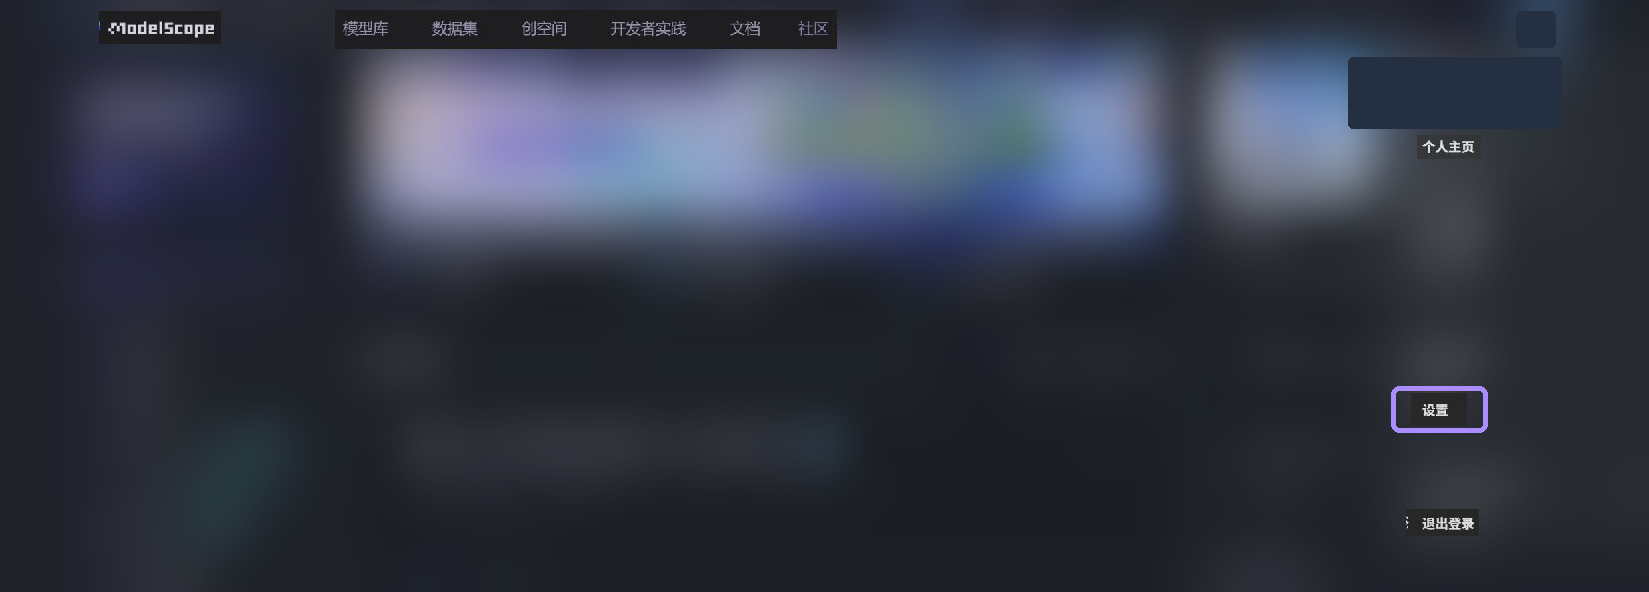 ModelScope
模型库 数据集 创空间 开发者实践 文档 社区
个人主页
设置
退出登录